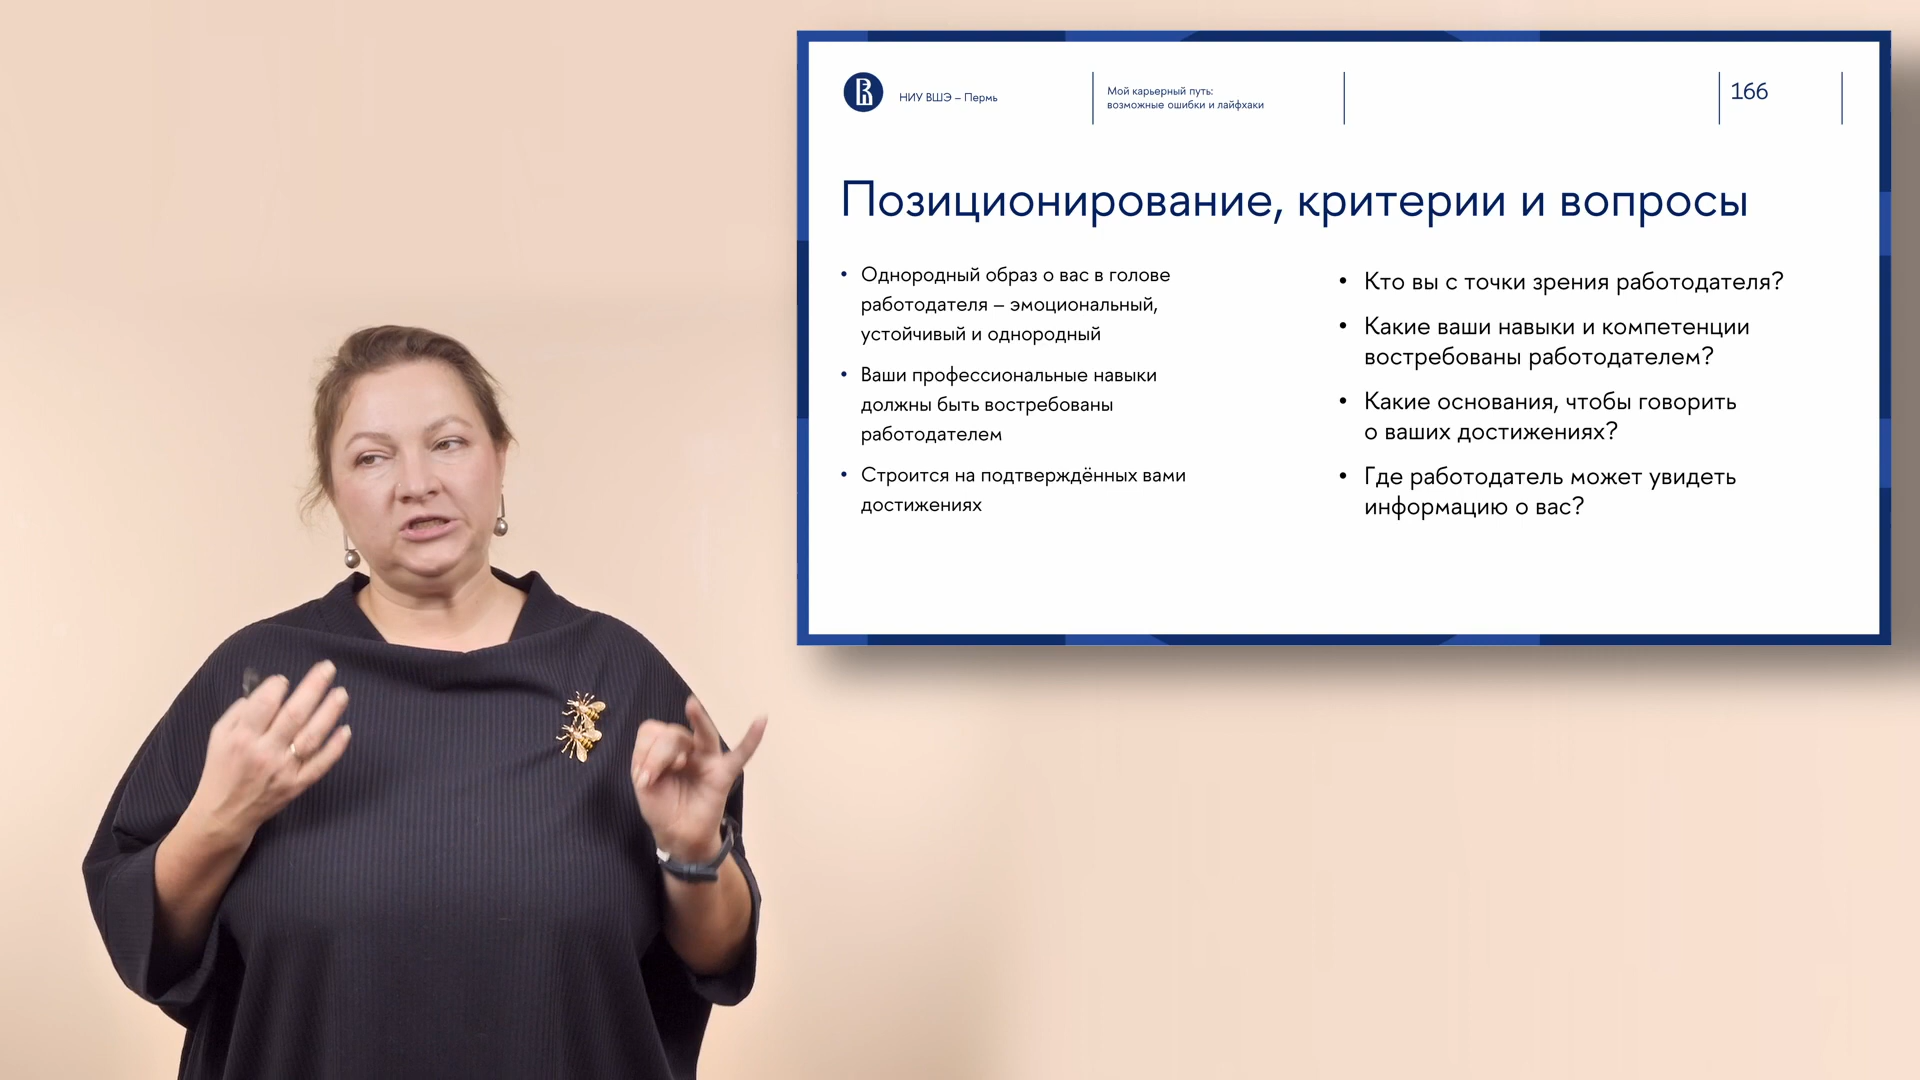 НИУ ВШЭ – Пермь
Мой карьерный путь:
возможные ошибки и лайфхаки
166
Позиционирование, критерии и вопросы
• Однородный образ о вас в голове
работодателя – эмоциональный,
устойчивый и однородный
• Ваши профессиональные навыки
должны быть востребованы
работодателем
• Строится на подтверждённых вами
достижениях
• Кто вы с точки зрения работодателя?
• Какие ваши навыки и компетенции
востребованы работодателем?
• Какие основания, чтобы говорить
о ваших достижениях?
• Где работодатель может увидеть
информацию о вас?